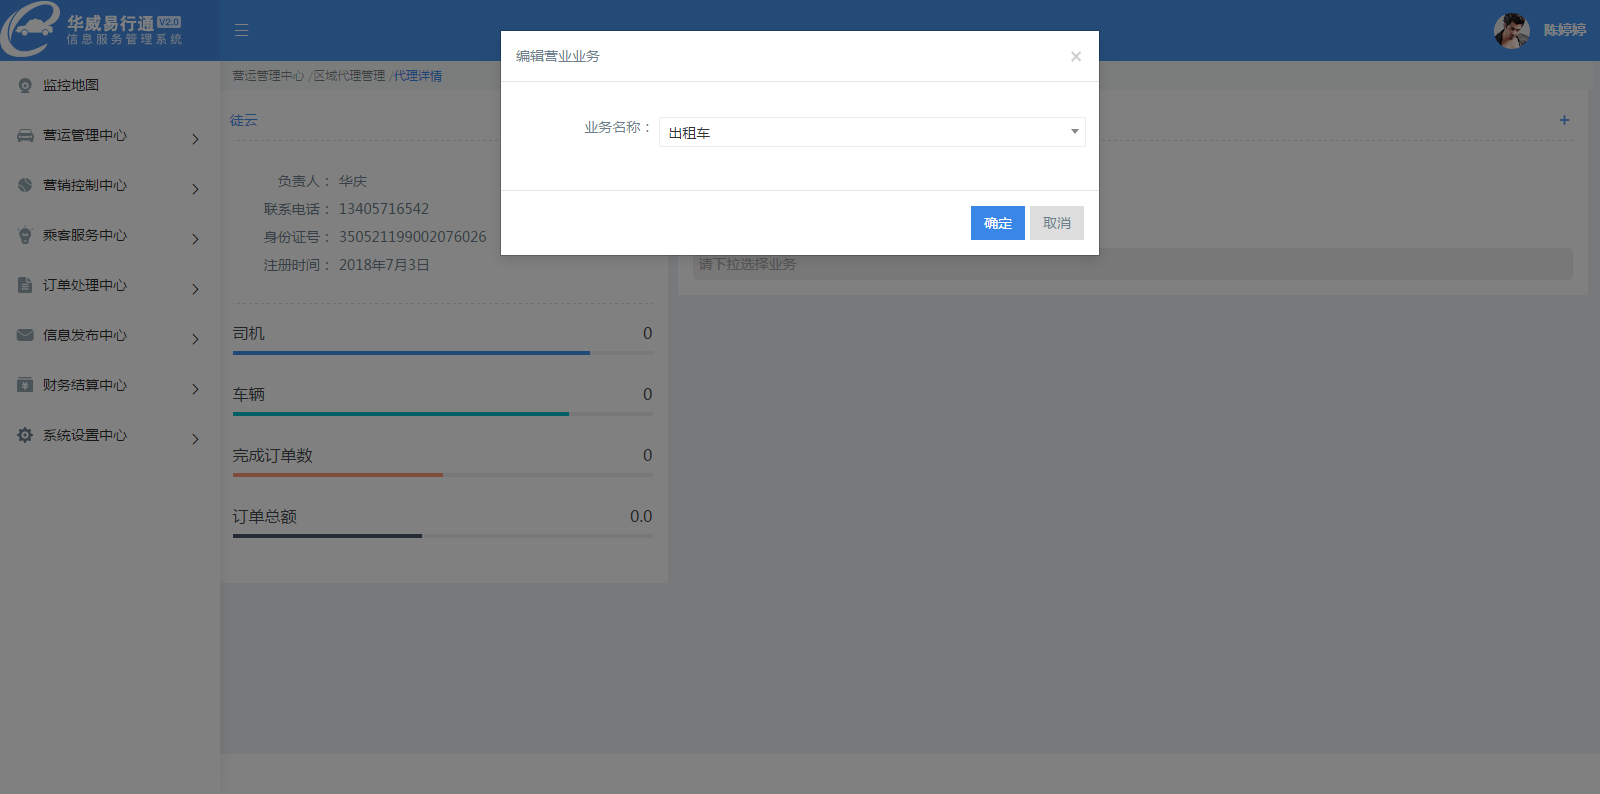 华威易行通 V2.0
信息服务管理系统
陈婷婷
监控地图
营运管理中心
营销控制中心
乘客服务中心
订单处理中心
信息发布中心
财务结算中心
系统设置中心
营运管理中心 /区域代理管理 /代理详情
徒云
+
负责人： 华庆
联系电话： 13405716542
身份证号： 350521199002076026
注册时间： 2018年7月3日
司机 0
车辆 0
完成订单数 0
订单总额 0.0
编辑营业业务 ×
业务名称： 出租车
确定 取消
请下拉选择业务